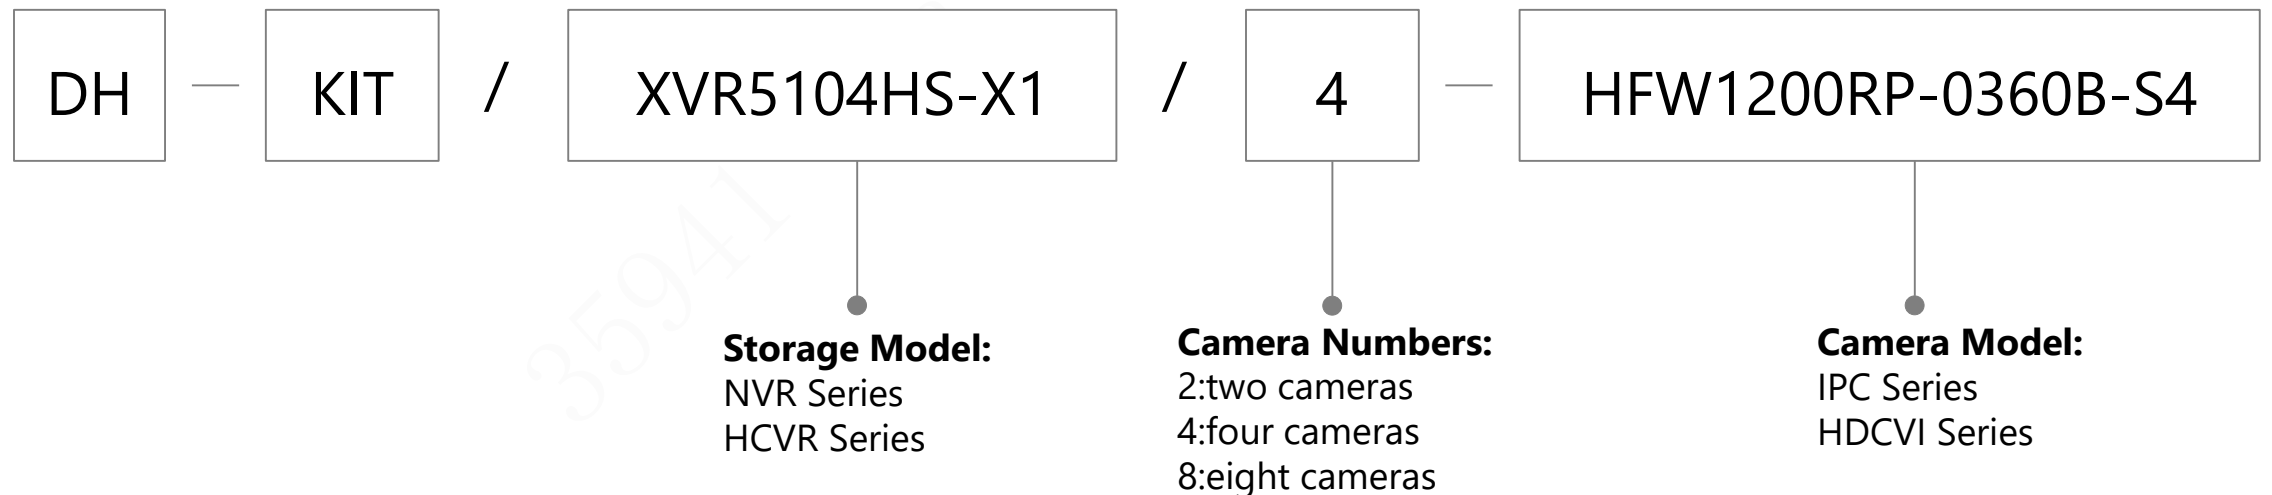 DH — KIT / XVR5104HS-X1 / 4 — HFW1200RP-0360B-S4
Storage Model:
NVR Series
HCVR Series
Camera Numbers:
2:two cameras
4:four cameras
8:eight cameras
Camera Model:
IPC Series
HDCVI Series
35941